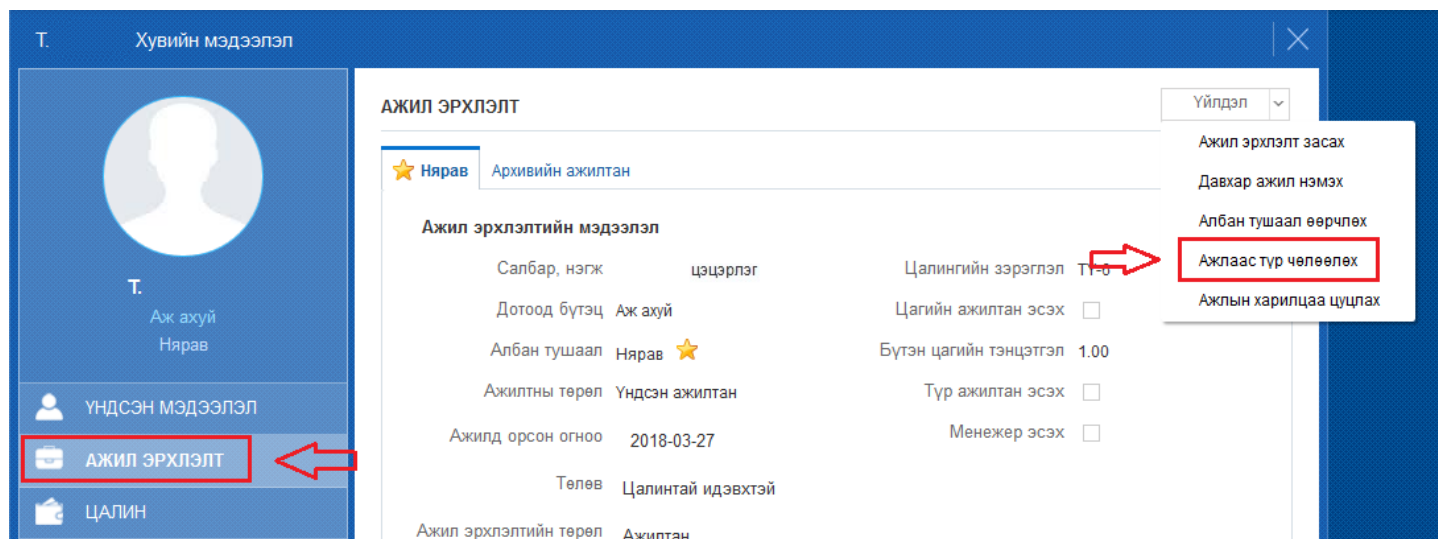 Т. Хувийн мэдээлэл
Т.
Аж ахуй
Нярав
ҮНДСЭН МЭДЭЭЛЭЛ
АЖИЛ ЭРХЛЭЛТ
ЦАЛИН
АЖИЛ ЭРХЛЭЛТ
Үйлдэл
Ажил эрхлэлт засах
Давхар ажил нэмэх
Албан тушаал өөрчлөх
Ажлаас түр чөлөөлөх
Ажлын харилцаа цуцлах
Нярав Архивийн ажилтан
Ажил эрхлэлтийн мэдээлэл
Салбар, нэгж цэцэрлэг
Дотоод бүтэц Аж ахуй
Албан тушаал Нярав
Ажилтны төрөл Үндсэн ажилтан
Ажилд орсон огноо 2018-03-27
Төлөв Цалинтай идэвхтэй
Ажил эрхлэлтийн төрөл Ажилтан
Цалингийн зэрэглэл ТҮ-6
Цагийн ажилтан эсэх
Бүтэн цагийн тэнцэтгэл 1.00
Түр ажилтан эсэх
Менежер эсэх